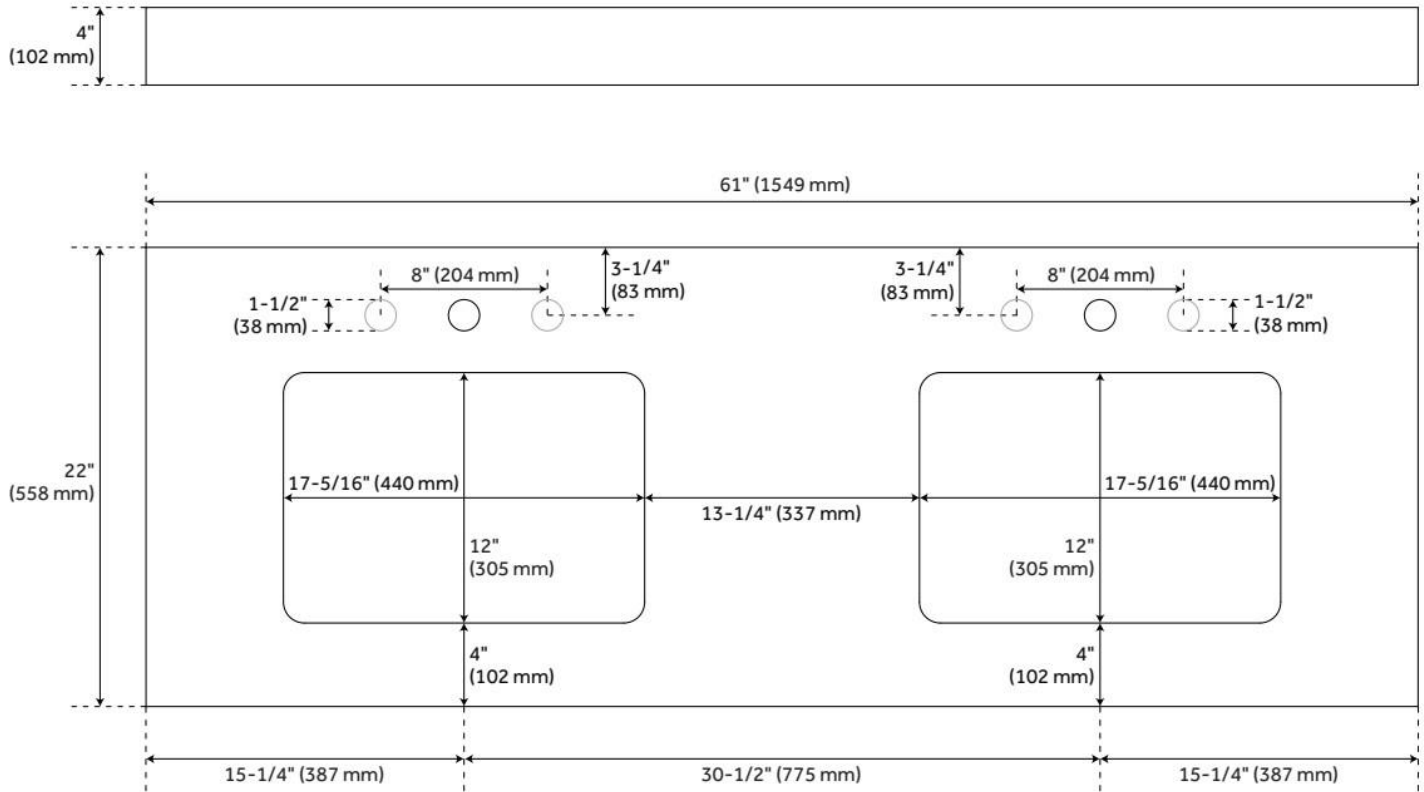 4"
(102 mm)
61" (1549 mm)
8" (204 mm)
3-1/4"
(83 mm)
3-1/4"
(83 mm)
8" (204 mm)
1-1/2"
(38 mm)
1-1/2"
(38 mm)
22"
(558 mm)
17-5/16" (440 mm)
13-1/4" (337 mm)
17-5/16" (440 mm)
12"
(305 mm)
12"
(305 mm)
4"
(102 mm)
4"
(102 mm)
15-1/4" (387 mm)
30-1/2" (775 mm)
15-1/4" (387 mm)